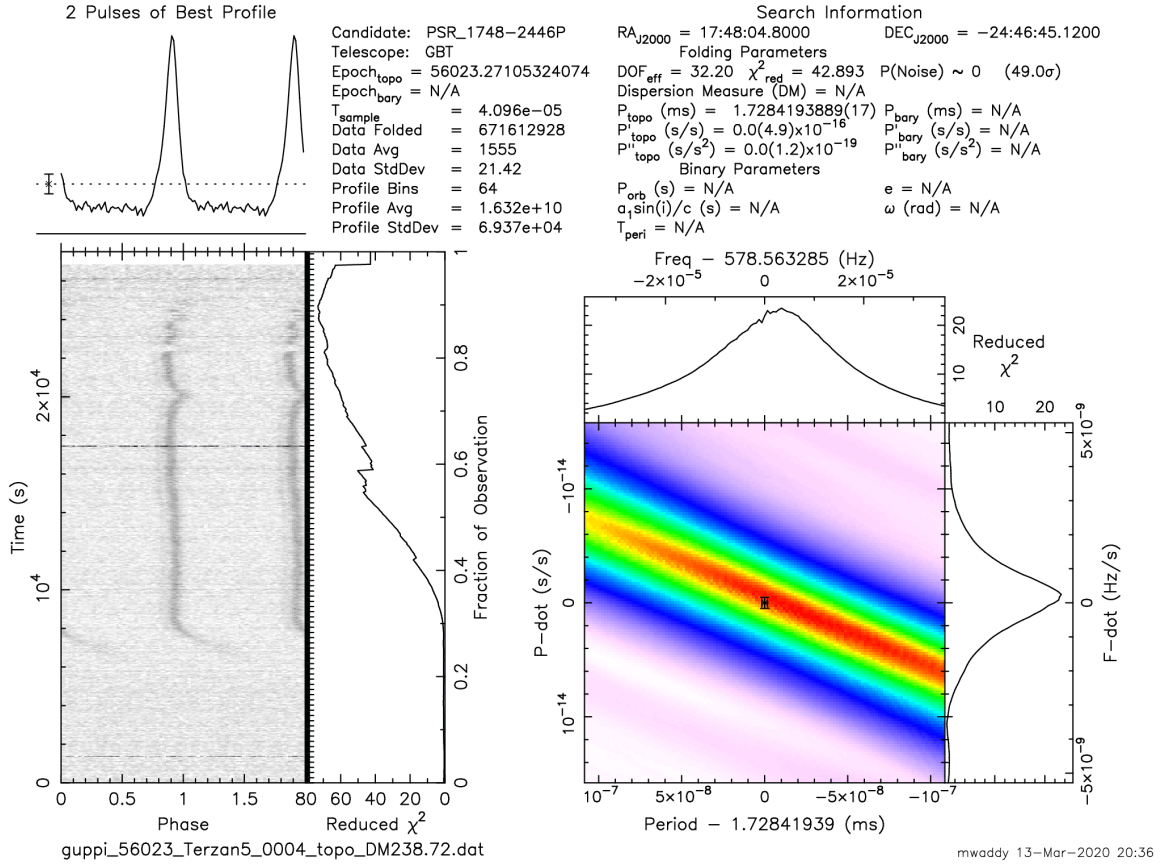 2 Pulses of Best Profile
Candidate: PSR_1748−2446P
Telescope: GBT
Epoch_topo = 56023.27105324074
Epoch_bary = N/A
T_sample = 4.096e−05
Data Folded = 671612928
Data Avg = 1555
Data StdDev = 21.42
Profile Bins = 64
Profile Avg = 1.632e+10
Profile StdDev = 6.937e+04
Search Information
RA_J2000 = 17:48:04.8000 DEC_J2000 = −24:46:45.1200
Folding Parameters
DOF_eff = 32.20 χ²_red = 42.893 P(Noise) ~ 0 (49.0σ)
Dispersion Measure (DM) = N/A
P_topo (ms) = 1.7284193889(17) P_bary (ms) = N/A
P'_topo (s/s) = 0.0(4.9)x10⁻¹⁶ P'_bary (s/s) = N/A
P''_topo (s/s²) = 0.0(1.2)x10⁻¹⁹ P''_bary (s/s²) = N/A
Binary Parameters
P_orb (s) = N/A e = N/A
a₁sin(i)/c (s) = N/A ω (rad) = N/A
T_peri = N/A
Time (s)
0
10⁴
2×10⁴
0 0.5 1 1.5
Phase
80 60 40 20 0
Reduced χ²
0 0.2 0.4 0.6 0.8 1
Fraction of Observation
Freq − 578.563285 (Hz)
−2×10⁻⁵ 0 2×10⁻⁵
10 20
Reduced
χ²
10 20
P−dot (s/s)
−10⁻¹⁴
0
10⁻¹⁴
5×10⁻⁹
0
−5×10⁻⁹
F−dot (Hz/s)
10⁻⁷ 5×10⁻⁸ 0 −5×10⁻⁸ −10⁻⁷
Period − 1.72841939 (ms)
guppi_56023_Terzan5_0004_topo_DM238.72.dat
mwaddy 13−Mar−2020 20:36